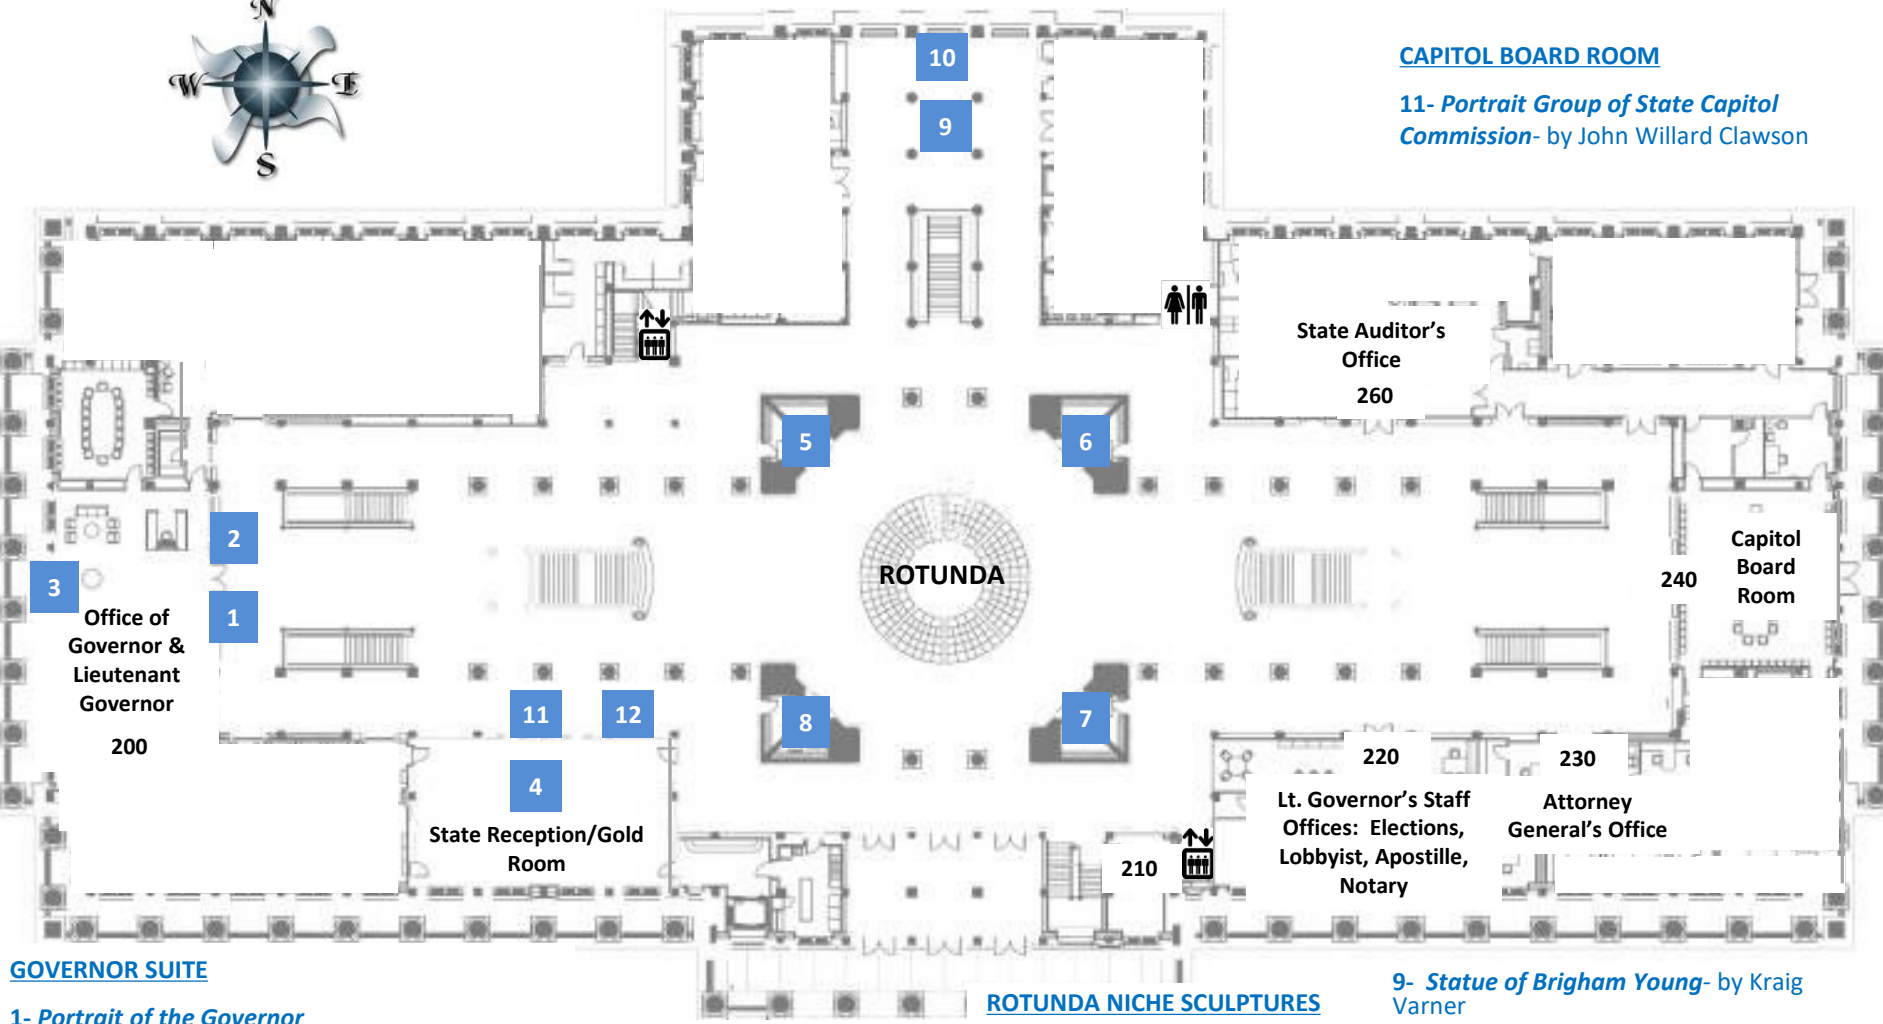 N
W
E
S
CAPITOL BOARD ROOM
11- Portrait Group of State Capitol
Commission- by John Willard Clawson
10
9
State Auditor's
Office
260
5
6
2
3
1
ROTUNDA
Capitol
Board
Room
240
Office of
Governor &
Lieutenant
Governor
200
11
12
8
7
4
State Reception/Gold
Room
220
230
Lt. Governor's Staff
Offices: Elections,
Lobbyist, Apostille,
Notary
Attorney
General's Office
210
GOVERNOR SUITE
1- Portrait of the Governor
ROTUNDA NICHE SCULPTURES
9- Statue of Brigham Young- by Kraig
Varner